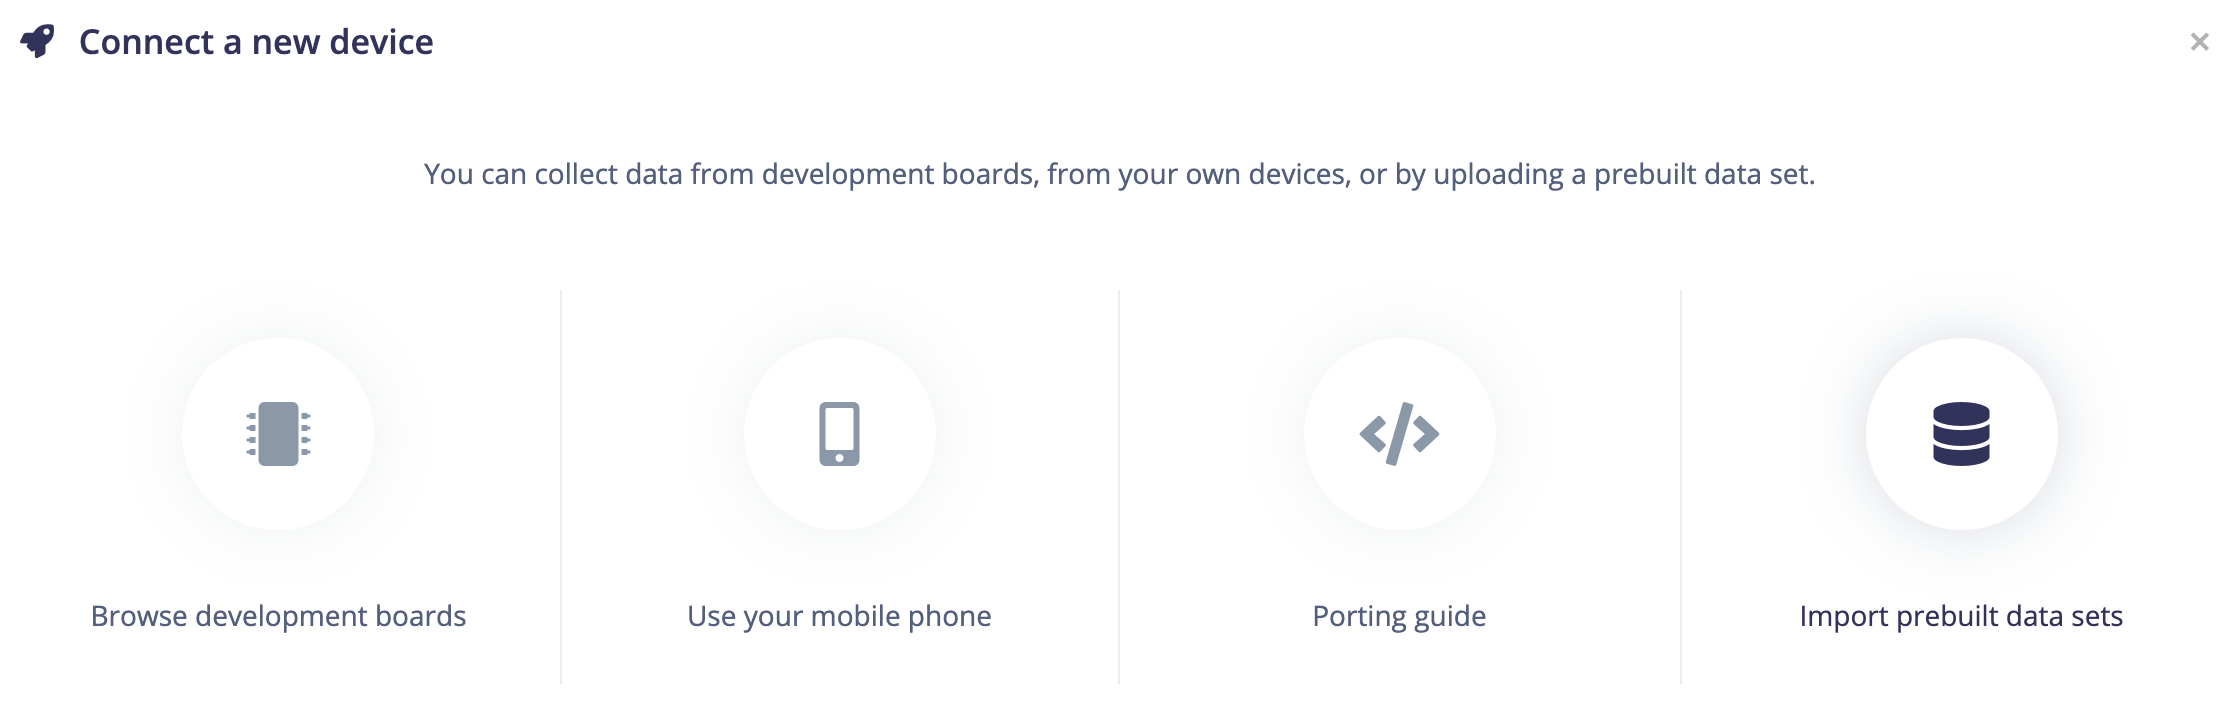 Connect a new device
You can collect data from development boards, from your own devices, or by uploading a prebuilt data set.
Browse development boards
Use your mobile phone
Porting guide
Import prebuilt data sets